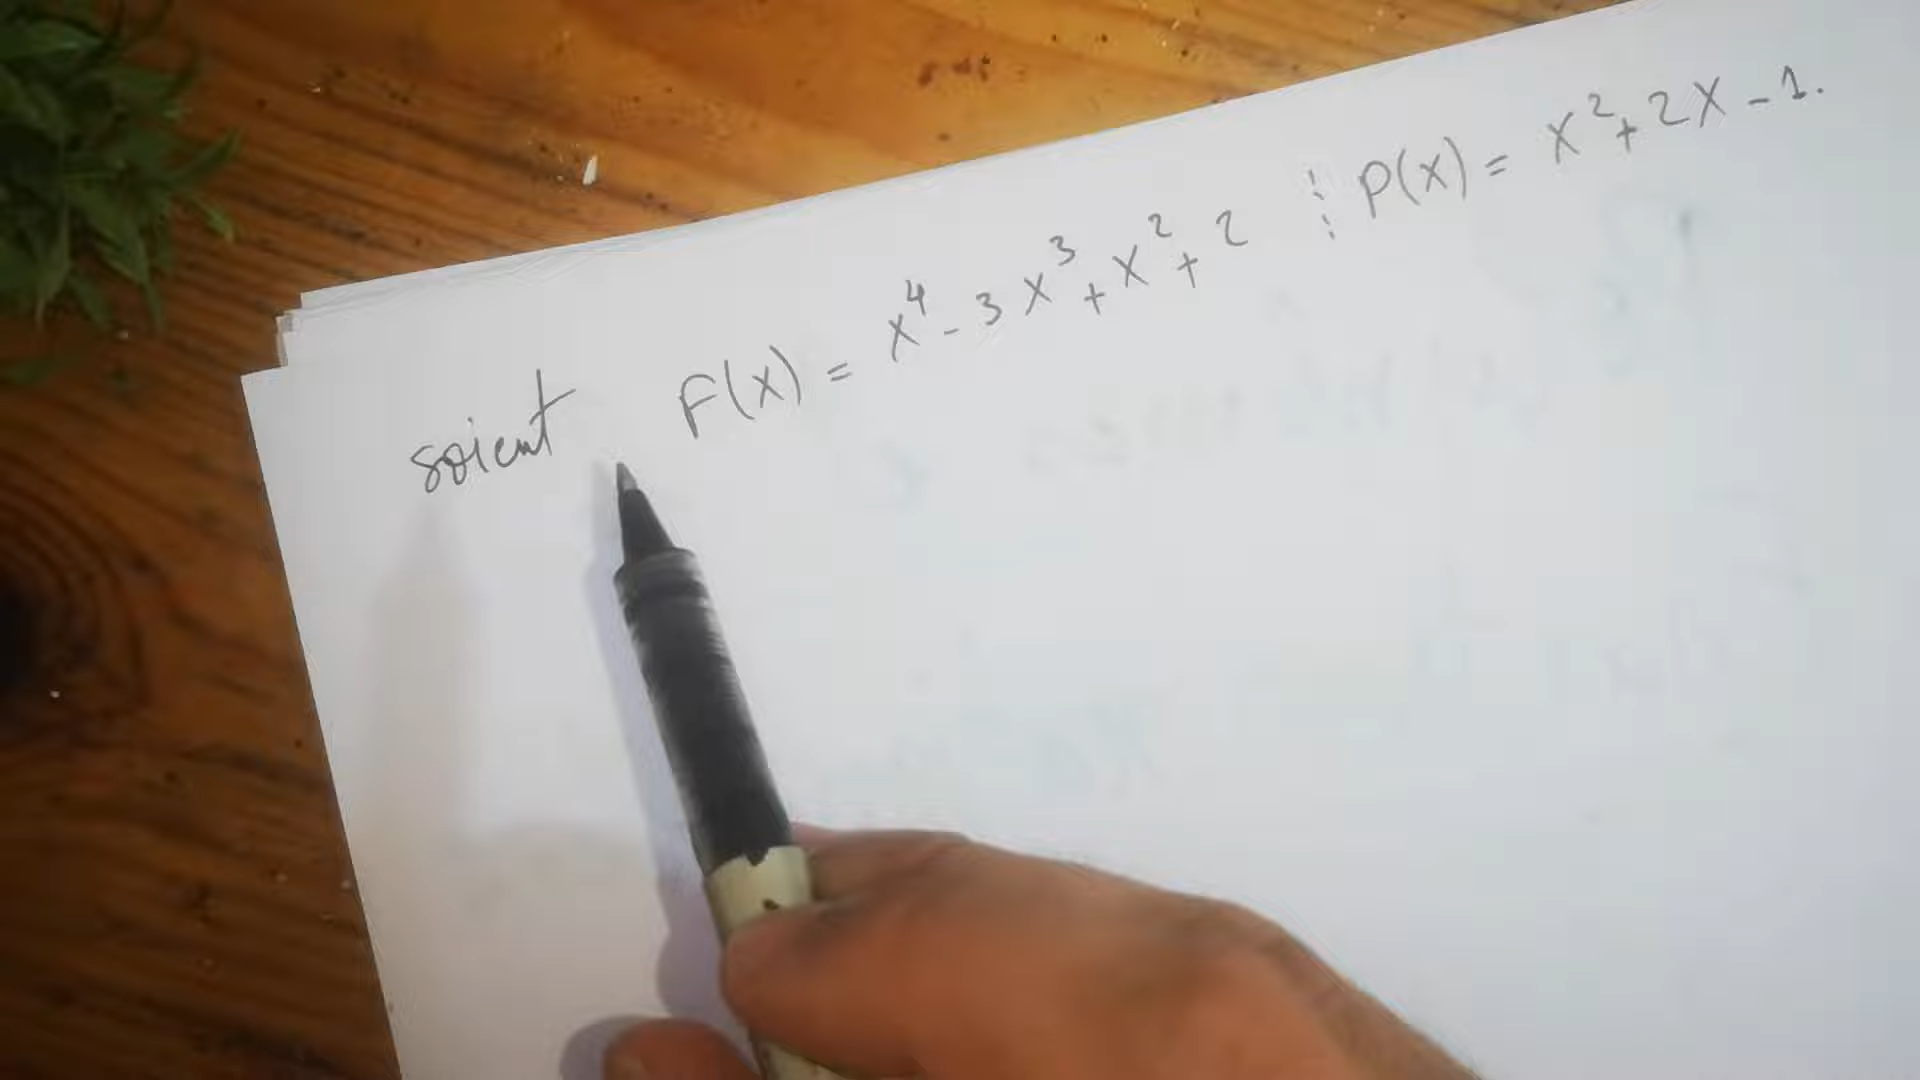 soient F(x) = x⁴ - 3x³ + x² + 2 ; P(x) = x² + 2x - 1.